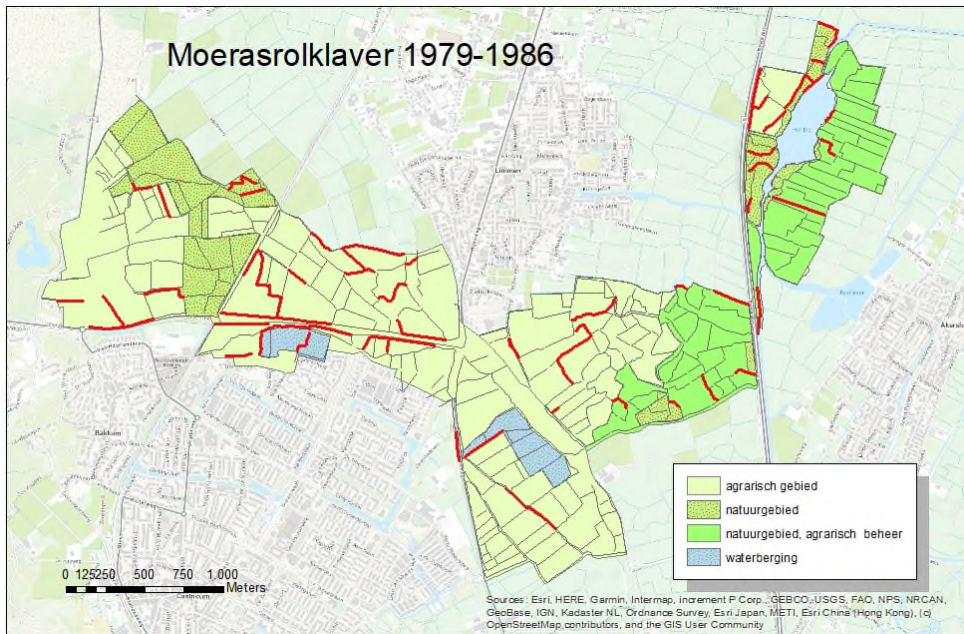 Moerasrolklaver 1979-1986
Limmen
Bakkum
Castricum
agrarisch gebied
natuurgebied
natuurgebied, agrarisch beheer
waterberging
0 125250 500 750 1.000
Meters
Sources: Esri, HERE, Garmin, Intermap, increment P Corp., GEBCO, USGS, FAO, NPS, NRCAN,
GeoBase, IGN, Kadaster NL, Ordnance Survey, Esri Japan, METI, Esri China (Hong Kong), (c)
OpenStreetMap contributors, and the GIS User Community